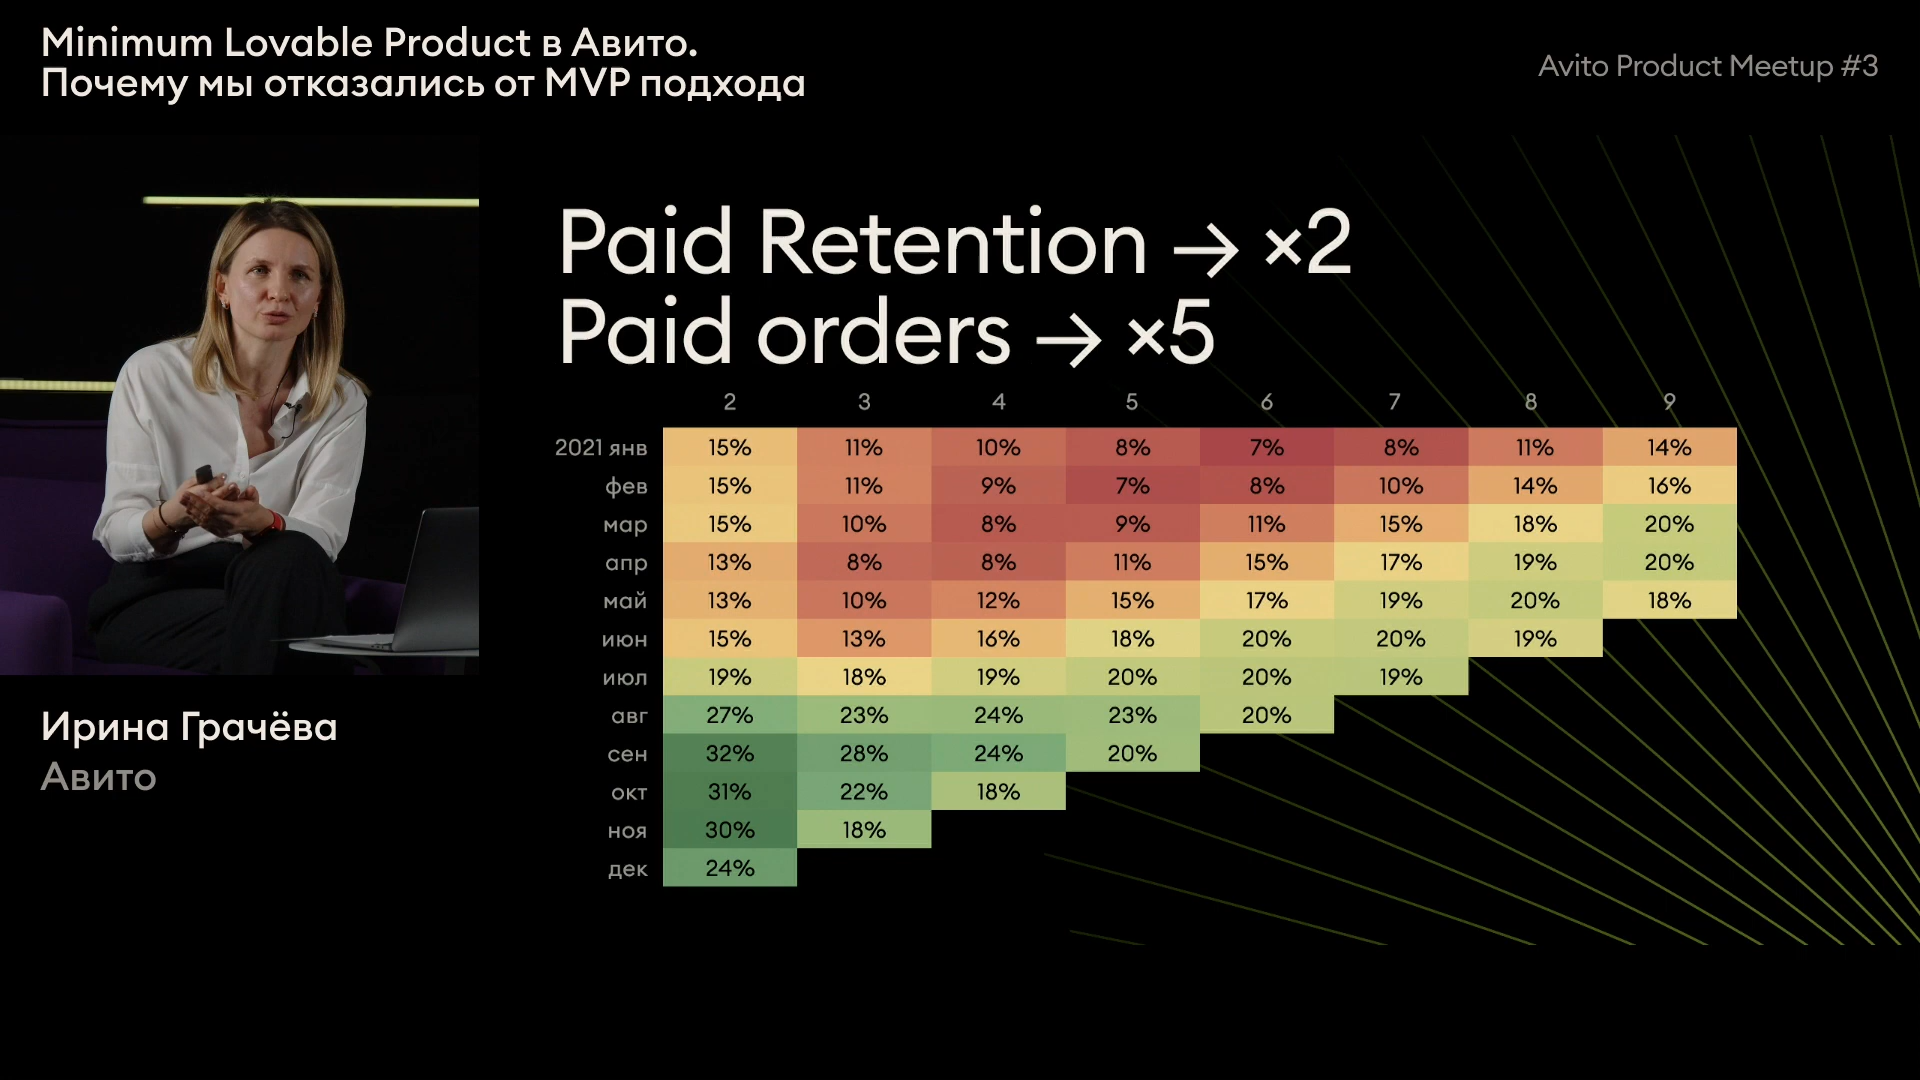 Minimum Lovable Product в Авито.
Почему мы отказались от MVP подхода
Avito Product Meetup #3
Paid Retention → ×2
Paid orders → ×5
2 3 4 5 6 7 8 9
2021 янв 15% 11% 10% 8% 7% 8% 11% 14%
фев 15% 11% 9% 7% 8% 10% 14% 16%
мар 15% 10% 8% 9% 11% 15% 18% 20%
апр 13% 8% 8% 11% 15% 17% 19% 20%
май 13% 10% 12% 15% 17% 19% 20% 18%
июн 15% 13% 16% 18% 20% 20% 19%
июл 19% 18% 19% 20% 20% 19%
авг 27% 23% 24% 23% 20%
сен 32% 28% 24% 20%
окт 31% 22% 18%
ноя 30% 18%
дек 24%
Ирина Грачёва
Авито